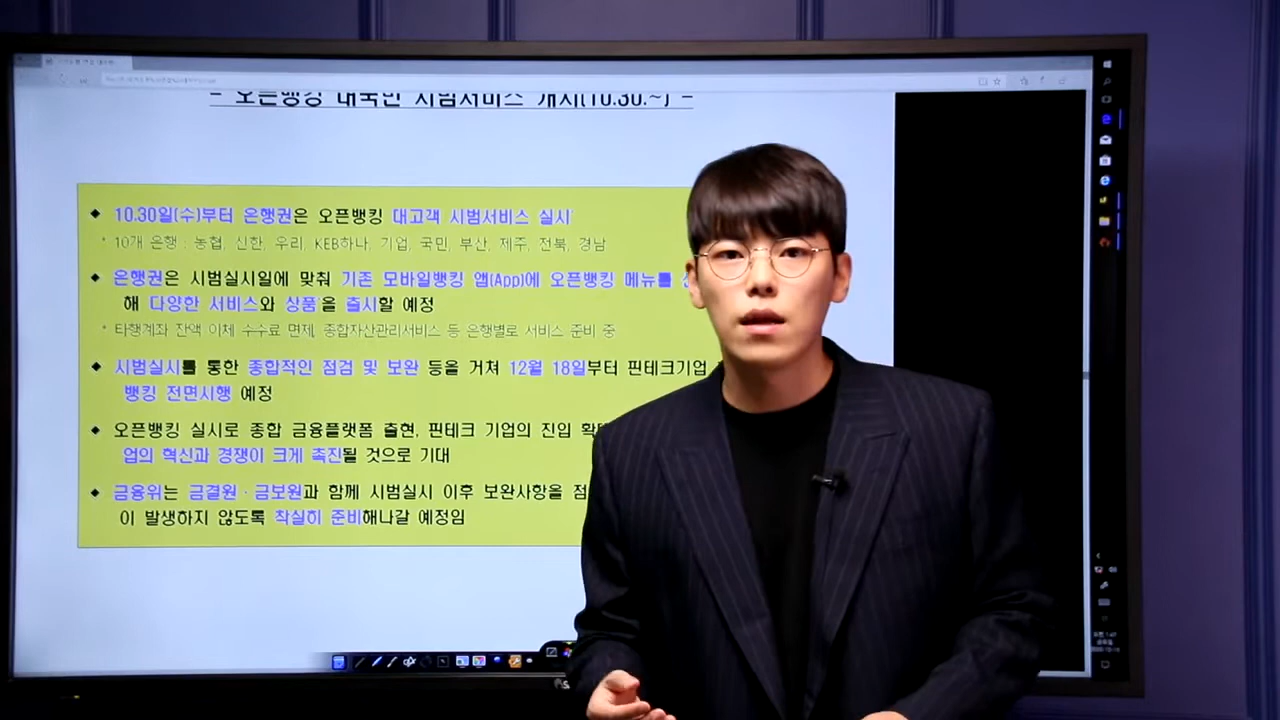 - 오픈뱅킹 대국민 시범서비스 개시(10.30.~) -
◆ 10.30일(수)부터 은행권은 오픈뱅킹 대고객 시범서비스 실시
* 10개 은행 : 농협, 신한, 우리, KEB하나, 기업, 국민, 부산, 제주, 전북, 경남
◆ 은행권은 시범실시일에 맞춰 기존 모바일뱅킹 앱(App)에 오픈뱅킹 메뉴를
해 다양한 서비스와 상품을 출시할 예정
* 타행계좌 잔액 이체 수수료 면제, 종합자산관리서비스 등 은행별로 서비스 준비 중
◆ 시범실시를 통한 종합적인 점검 및 보완 등을 거쳐 12월 18일부터 핀테크기업
뱅킹 전면시행 예정
◆ 오픈뱅킹 실시로 종합 금융플랫폼 출현, 핀테크 기업의 진입
업의 혁신과 경쟁이 크게 촉진될 것으로 기대
◆ 금융위는 금결원·금보원과 함께 시범실시 이후 보완사항을
이 발생하지 않도록 착실히 준비해나갈 예정임